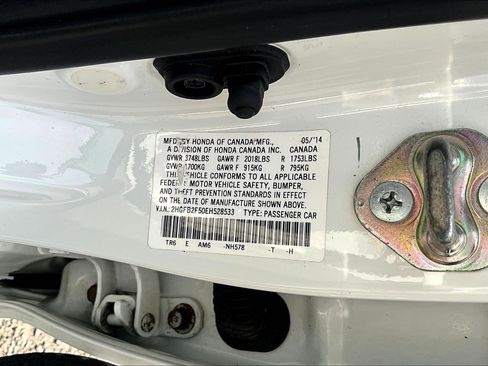 MFD BY HONDA OF CANADA MFG., 05/14
A DIVISION OF HONDA CANADA INC. CANADA
GVWR 3748LBS GAWR F 2018LBS R 1753LBS
GVWR 1700KG GAWR F 915KG R 795KG
THIS VEHICLE CONFORMS TO ALL APPLICABLE
FEDERAL MOTOR VEHICLE SAFETY, BUMPER,
AND THEFT PREVENTION STANDARDS IN EFFECT
ON THE DATE OF MANUFACTURE SHOWN ABOVE.
V.I.N.: 2HGFB2F50EH528533 TYPE: PASSENGER CAR
TR6 E AM6 -NH578 -T -H